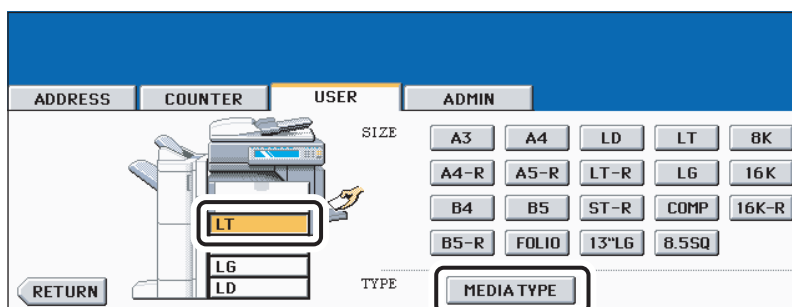 ADDRESS COUNTER USER ADMIN
SIZE A3 A4 LD LT 8K
A4-R A5-R LT-R LG 16K
LT B4 B5 ST-R COMP 16K-R
B5-R FOLIO 13"LG 8.5SQ
LG
RETURN LD TYPE MEDIA TYPE